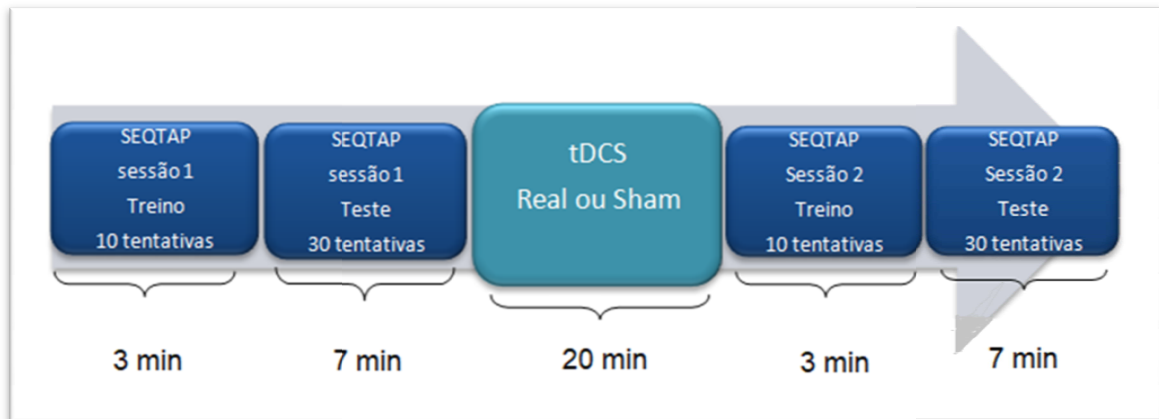 SEQTAP
sessão 1
Treino
10 tentativas
SEQTAP
sessão 1
Teste
30 tentativas
tDCS
Real ou Sham
SEQTAP
Sessão 2
Treino
10 tentativas
SEQTAP
Sessão 2
Teste
30 tentativas
3 min
7 min
20 min
3 min
7 min